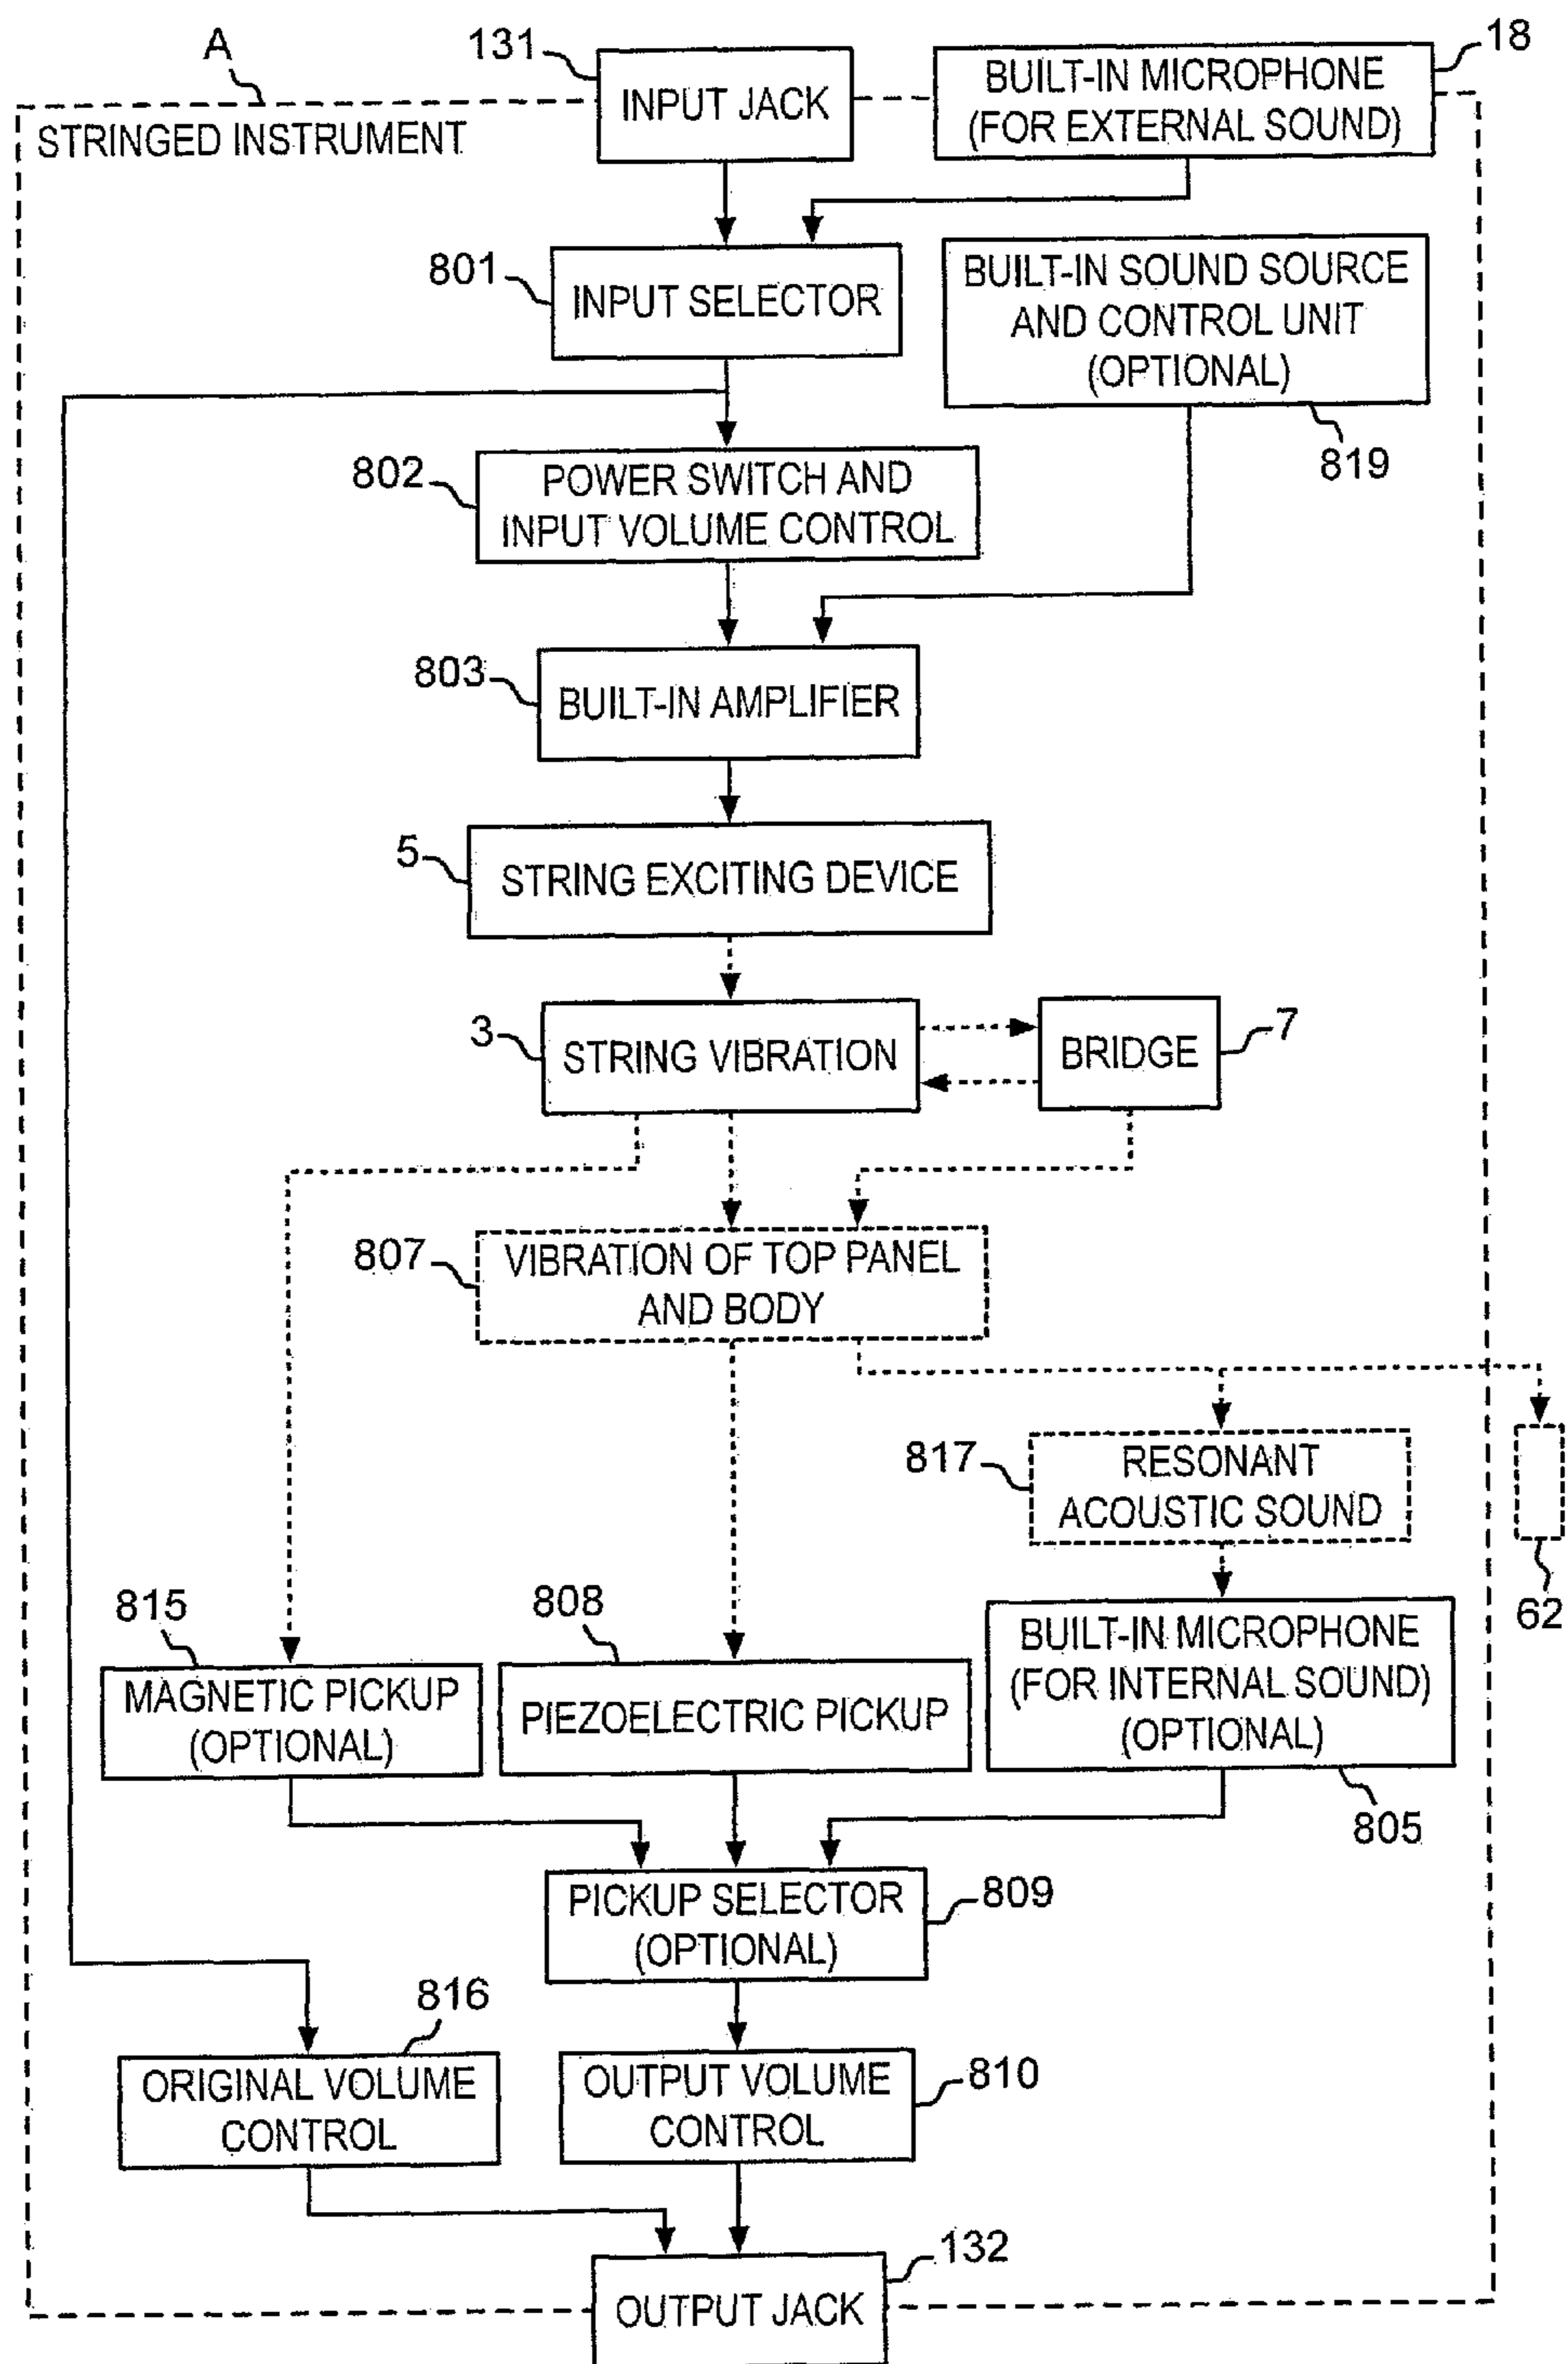 A
131
INPUT JACK
BUILT-IN MICROPHONE
(FOR EXTERNAL SOUND)
18
STRINGED INSTRUMENT
801
INPUT SELECTOR
BUILT-IN SOUND SOURCE
AND CONTROL UNIT
(OPTIONAL)
819
802
POWER SWITCH AND
INPUT VOLUME CONTROL
803
BUILT-IN AMPLIFIER
5
STRING EXCITING DEVICE
3
STRING VIBRATION
BRIDGE
7
807
VIBRATION OF TOP PANEL
AND BODY
817
RESONANT
ACOUSTIC SOUND
62
815
MAGNETIC PICKUP
(OPTIONAL)
808
PIEZOELECTRIC PICKUP
BUILT-IN MICROPHONE
(FOR INTERNAL SOUND)
(OPTIONAL)
805
PICKUP SELECTOR
(OPTIONAL)
809
816
ORIGINAL VOLUME
CONTROL
OUTPUT VOLUME
CONTROL
810
132
OUTPUT JACK